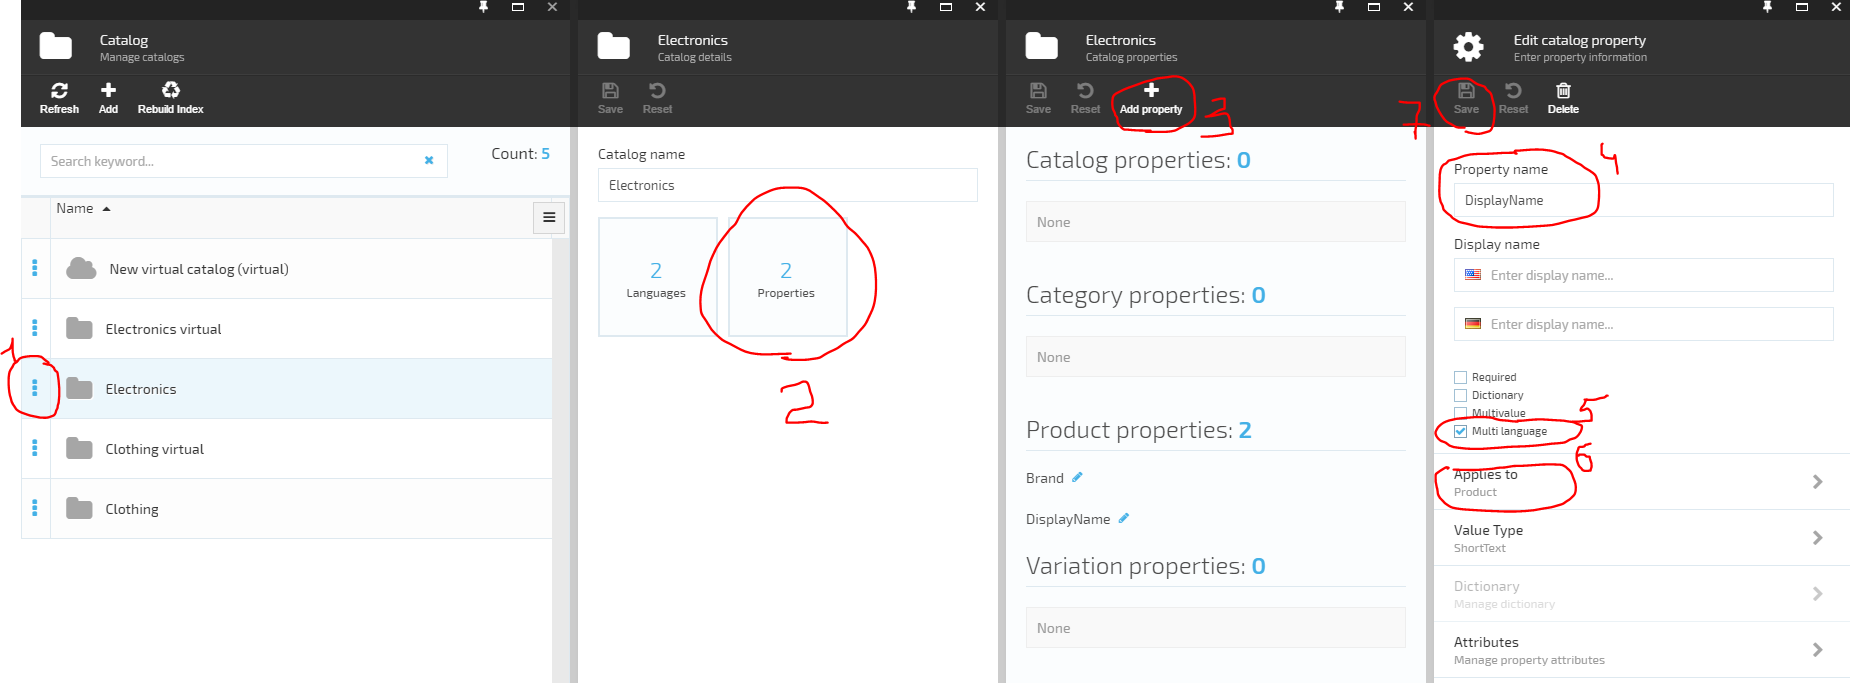 Catalog
Manage catalogs
Refresh
Add
Rebuild Index
Search keyword...
Count: 5
Name
New virtual catalog (virtual)
Electronics virtual
1
Electronics
Clothing virtual
Clothing
Electronics
Catalog details
Save
Reset
Catalog name
Electronics
2
Languages
2
Properties
2
Electronics
Catalog properties
Save
Reset
Add property
3
Catalog properties: 0
None
Category properties: 0
None
Product properties: 2
Brand
DisplayName
Variation properties: 0
None
Edit catalog property
Enter property information
7
Save
Reset
Delete
4
Property name
DisplayName
Display name
Enter display name...
Enter display name...
Required
Dictionary
Multivalue
5
Multi language
6
Applies to
Product
Value Type
ShortText
Dictionary
Manage dictionary
Attributes
Manage property attributes